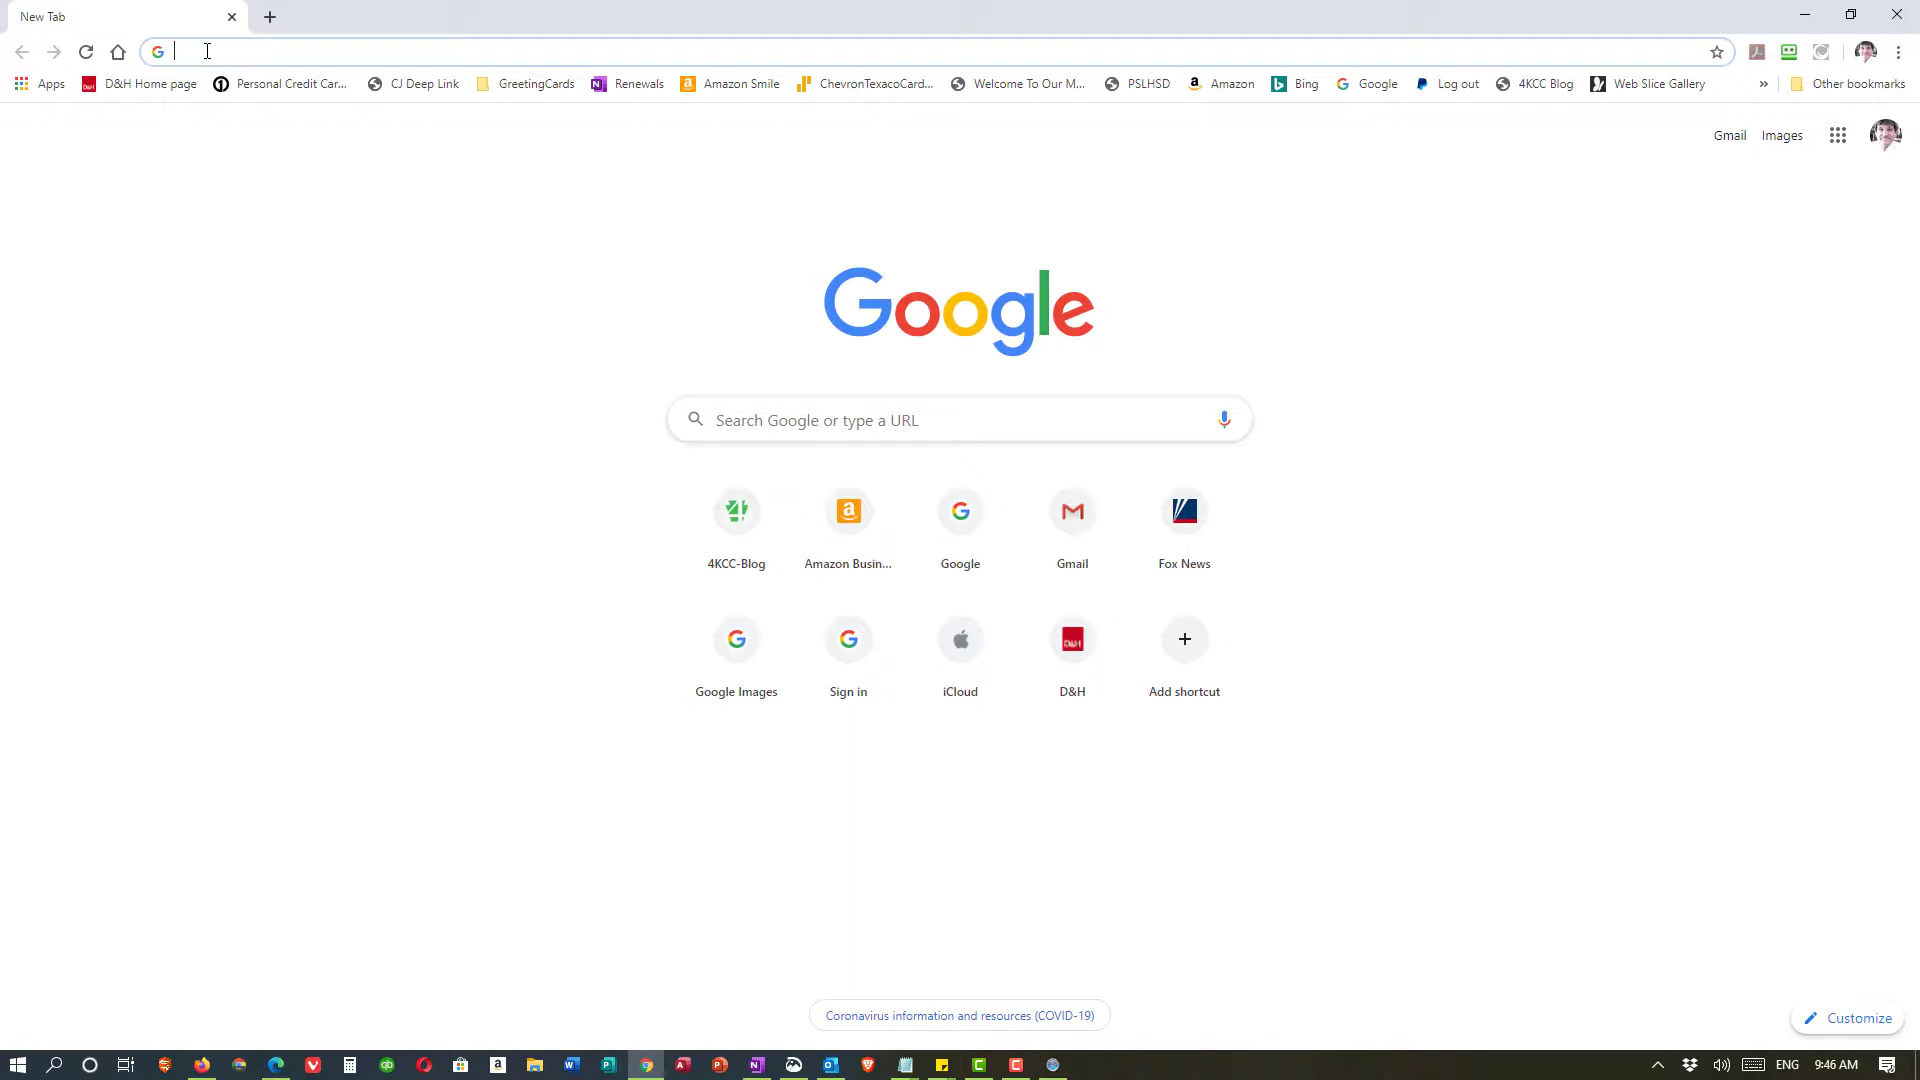 New Tab
Apps D&H Home page Personal Credit Car... CJ Deep Link GreetingCards Renewals Amazon Smile ChevronTexacoCard... Welcome To Our M... PSLHSD Amazon Bing Google Log out 4KCC Blog Web Slice Gallery » Other bookmarks
Gmail Images
Google
Search Google or type a URL
4KCC-Blog Amazon Busin... Google Gmail Fox News
Google Images Sign in iCloud D&H Add shortcut
Coronavirus information and resources (COVID-19)
Customize
ENG 9:46 AM